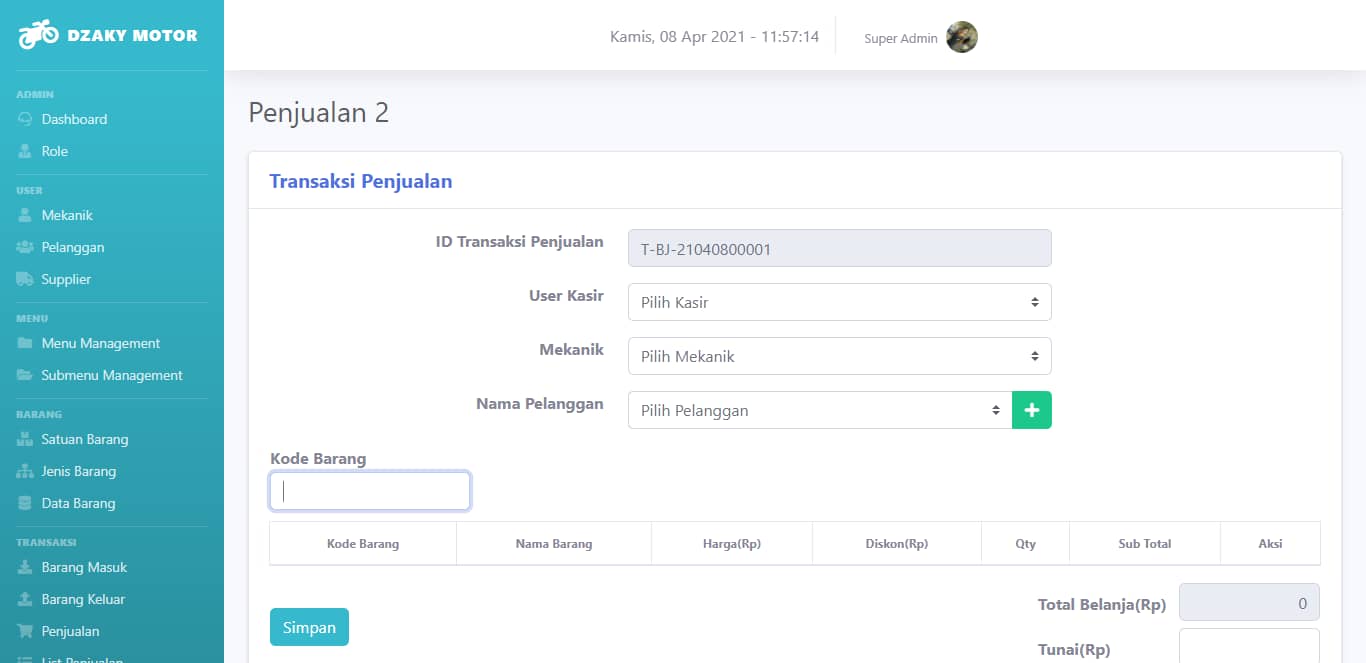 DZAKY MOTOR
Kamis, 08 Apr 2021 - 11:57:14
Super Admin
ADMIN
Dashboard
Role
USER
Mekanik
Pelanggan
Supplier
MENU
Menu Management
Submenu Management
BARANG
Satuan Barang
Jenis Barang
Data Barang
TRANSAKSI
Barang Masuk
Barang Keluar
Penjualan
List Penjualan
Penjualan 2
Transaksi Penjualan
ID Transaksi Penjualan T-BJ-21040800001
User Kasir Pilih Kasir
Mekanik Pilih Mekanik
Nama Pelanggan Pilih Pelanggan +
Kode Barang
Kode Barang Nama Barang Harga(Rp) Diskon(Rp) Qty Sub Total Aksi
Total Belanja(Rp) 0
Simpan
Tunai(Rp)